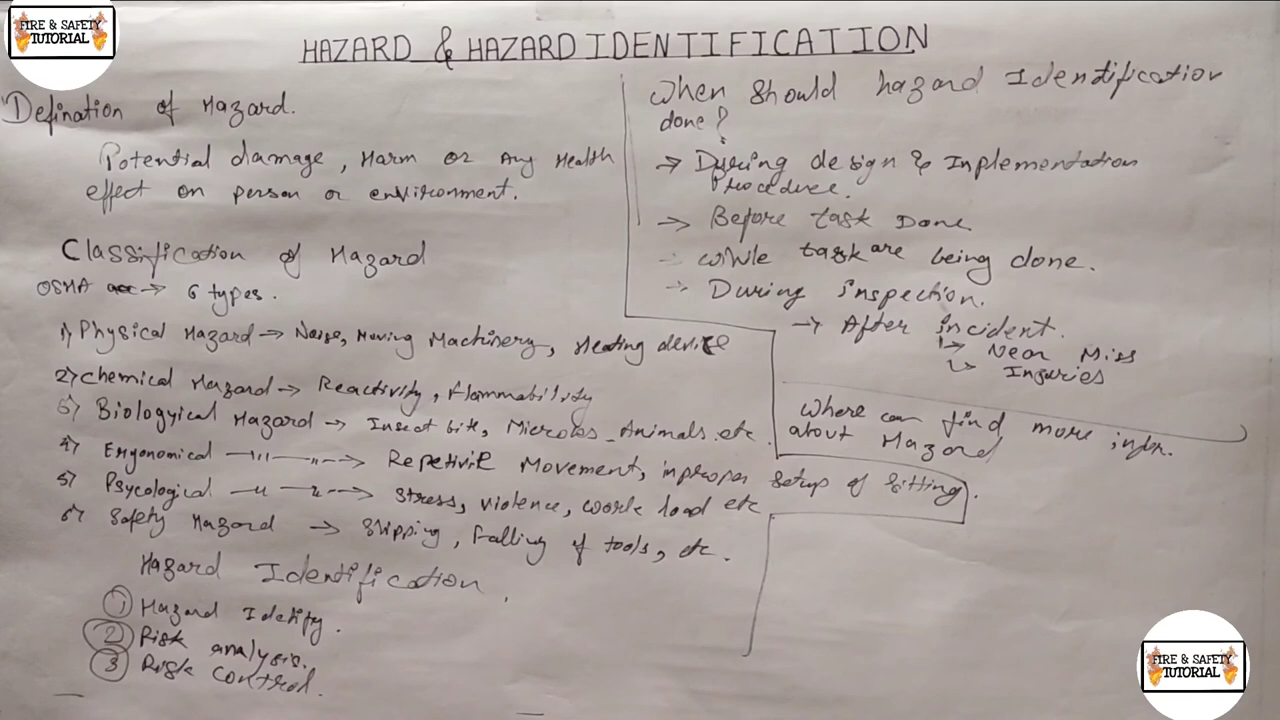 FIRE & SAFETY
TUTORIAL
HAZARD & HAZARD IDENTIFICATION
Defination of Hazard.
Potential damage, Harm or Any Health
effect on person or environment.
Classification of Hazard
OSHA → 6 types.
1) Physical Hazard → Noise, Moving Machinery, Heating device
2) Chemical Hazard → Reactivity, Flammability
3) Biologyical Hazard → Insect bite, Microbs, Animals etc.
4) Ergonomical —〃— —〃—> Repetivie Movement, inproper Setup of Sitting.
5) Psycological —〃— —〃—> Stress, violence, work load etc
6) Safety Hazard → Slipping, Falling of tools, etc.
Hazard Identification.
① Hazard Idetify.
② Risk analysis.
③ Risk control.
When Should hazard Identification
done?
→ During design & Inplementation
Procedure.
→ Before task Done
→ While task are being done.
→ During inspection.
→ After incident.
↳ Near Miss
↳ Injuries
Where can find more infor.
about Hazard
FIRE & SAFETY
TUTORIAL